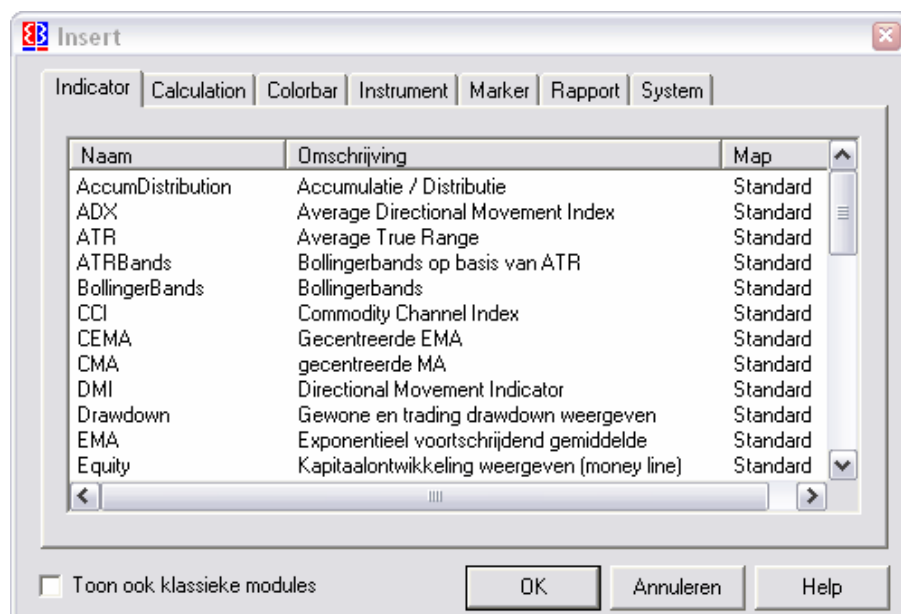 Insert
Indicator Calculation Colorbar Instrument Marker Rapport System
Naam Omschrijving Map
AccumDistribution Accumulatie / Distributie Standard
ADX Average Directional Movement Index Standard
ATR Average True Range Standard
ATRBands Bollingerbands op basis van ATR Standard
BollingerBands Bollingerbands Standard
CCI Commodity Channel Index Standard
CEMA Gecentreerde EMA Standard
CMA gecentreerde MA Standard
DMI Directional Movement Indicator Standard
Drawdown Gewone en trading drawdown weergeven Standard
EMA Exponentieel voortschrijdend gemiddelde Standard
Equity Kapitaalontwikkeling weergeven (money line) Standard
Toon ook klassieke modules OK Annuleren Help